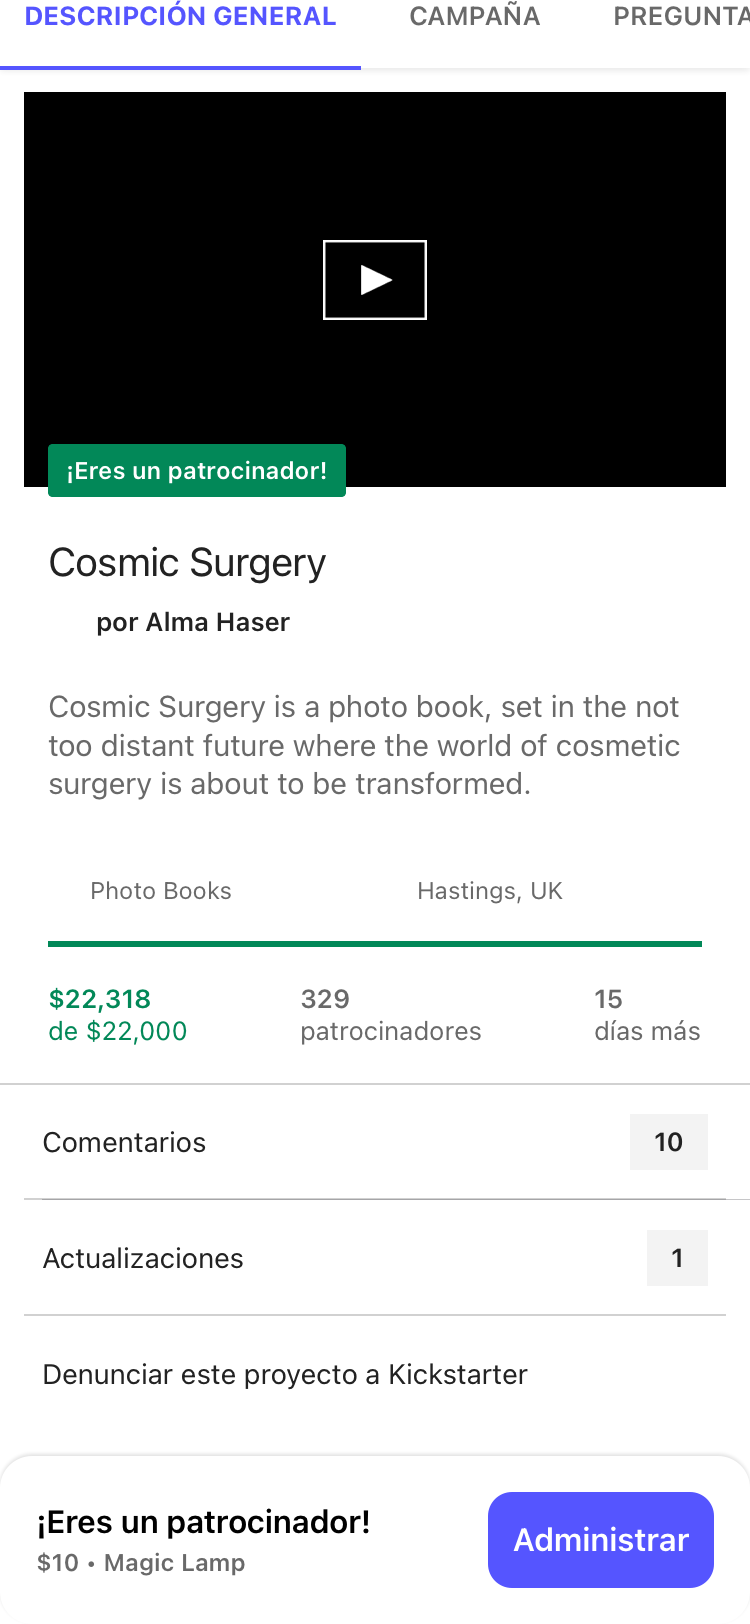 DESCRIPCIÓN GENERAL CAMPAÑA PREGUNTA
¡Eres un patrocinador!
Cosmic Surgery
por Alma Haser
Cosmic Surgery is a photo book, set in the not
too distant future where the world of cosmetic
surgery is about to be transformed.
Photo Books Hastings, UK
$22,318 329 15
de $22,000 patrocinadores días más
Comentarios 10
Actualizaciones 1
Denunciar este proyecto a Kickstarter
¡Eres un patrocinador!
$10 • Magic Lamp
Administrar